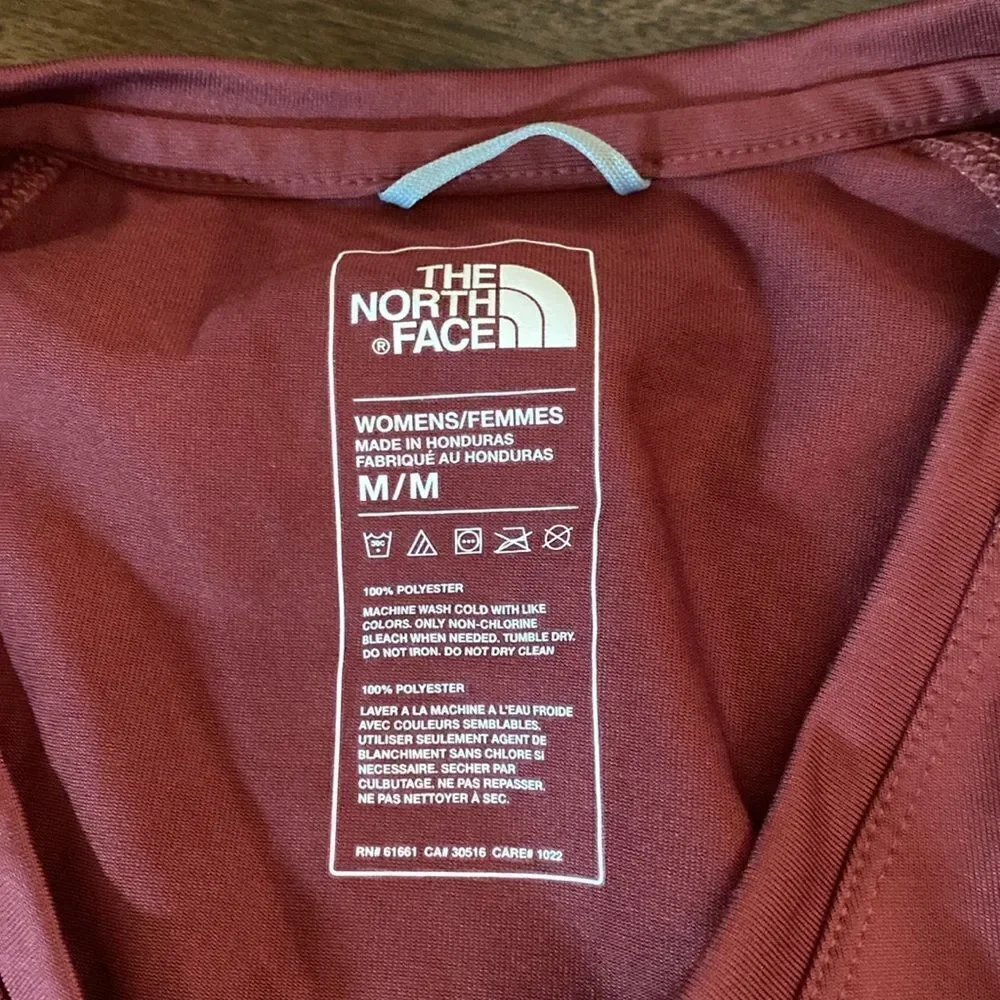 THE
NORTH
® FACE
WOMENS/FEMMES
MADE IN HONDURAS
FABRIQUÉ AU HONDURAS
M/M
30C
100% POLYESTER
MACHINE WASH COLD WITH LIKE
COLORS. ONLY NON-CHLORINE
BLEACH WHEN NEEDED. TUMBLE DRY.
DO NOT IRON. DO NOT DRY CLEAN
100% POLYESTER
LAVER A LA MACHINE A L'EAU FROIDE
AVEC COULEURS SEMBLABLES.
UTILISER SEULEMENT AGENT DE
BLANCHIMENT SANS CHLORE SI
NECESSAIRE. SECHER PAR
CULBUTAGE. NE PAS REPASSER.
NE PAS NETTOYER À SEC.
RN# 61661 CA# 30516 CARE# 1022